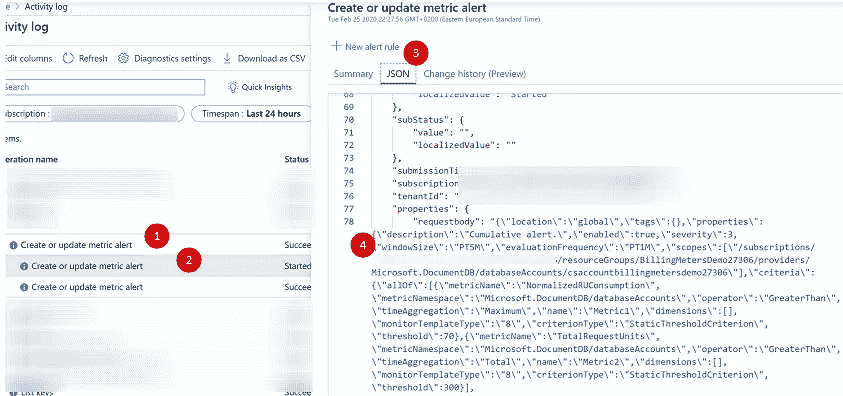 > Activity log
ivity log
Edit columns Refresh Diagnostics settings Download as CSV
Search
Quick Insights
ubscription :
Timespan : Last 24 hours
ems.
eration name Status
1
Create or update metric alert Succee
2
Create or update metric alert Started
Create or update metric alert Succee
List keys Succee
Create or update metric alert
Tue Feb 25 2020 22:27:56 GMT+0200 (Eastern European Standard Time)
New alert rule
3
Summary JSON Change history (Preview)
68 "localizedValue": "Started"
69 },
70 "subStatus": {
71 "value": "",
72 "localizedValue": ""
73 },
74 "submissionTi
75 "subscription
76 "tenantId": "
77 "properties": {
78 "requestbody": "{\"location\":\"global\",\"tags\":{},\"properties\":
{\"description\":\"Cumulative alert.\",\"enabled\":true,\"severity\":3,
4
\"windowSize\":\"PT5M\",\"evaluationFrequency\":\"PT1M\",\"scopes\":[\"/subscriptions/
/resourceGroups/BillingMetersDemo27306/providers/
Microsoft.DocumentDB/databaseAccounts/csaccountbillingmetersdemo27306\"],\"criteria\":
{\"allOf\":[{\"metricName\":\"NormalizedRUConsumption\",
\"metricNamespace\":\"Microsoft.DocumentDB/databaseAccounts\",\"operator\":\"GreaterThan\",
\"timeAggregation\":\"Maximum\",\"name\":\"Metric1\",\"dimensions\":[],
\"monitorTemplateType\":\"8\",\"criterionType\":\"StaticThresholdCriterion\",
\"threshold\":70},{\"metricName\":\"TotalRequestUnits\",
\"metricNamespace\":\"Microsoft.DocumentDB/databaseAccounts\",\"operator\":\"GreaterThan\",
\"timeAggregation\":\"Total\",\"name\":\"Metric2\",\"dimensions\":[],
\"monitorTemplateType\":\"8\",\"criterionType\":\"StaticThresholdCriterion\",
\"threshold\":300}],